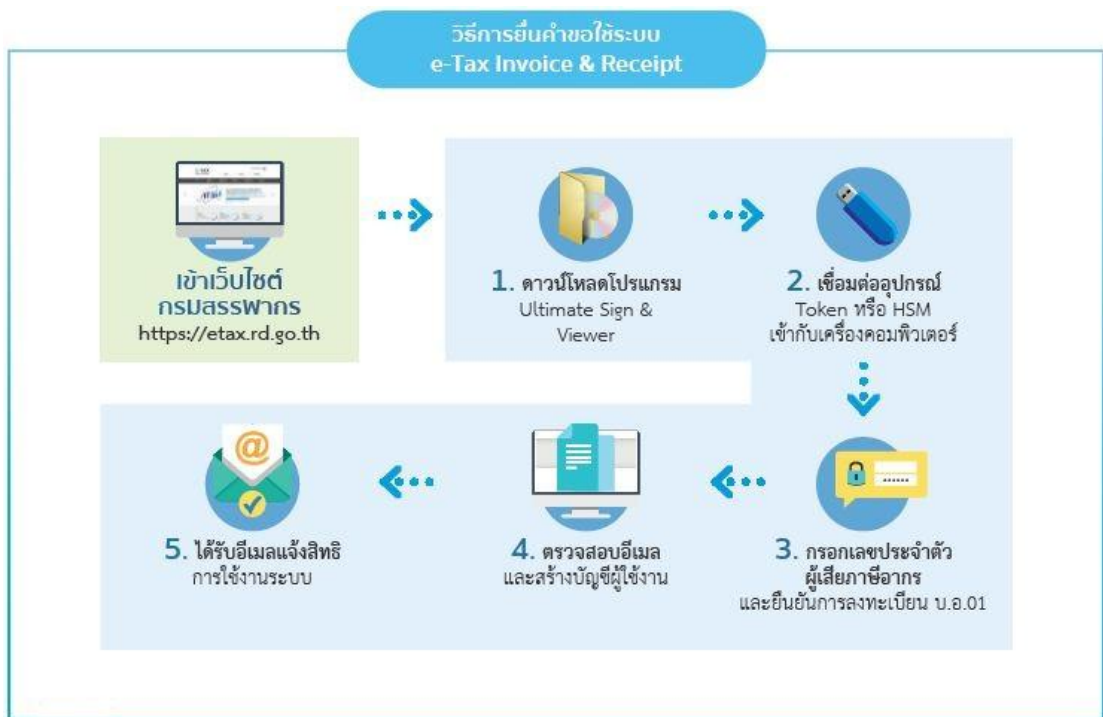 วิธีการยื่นคำขอใช้ระบบ
e-Tax Invoice & Receipt
เข้าเว็บไซต์
กรมสรรพากร
https://etax.rd.go.th
1. ดาวน์โหลดโปรแกรม
Ultimate Sign &
Viewer
2. เชื่อมต่ออุปกรณ์
Token หรือ HSM
เข้ากับเครื่องคอมพิวเตอร์
3. กรอกเลขประจำตัว
ผู้เสียภาษีอากร
และยืนยันการลงทะเบียน บ.อ.01
4. ตรวจสอบอีเมล
และสร้างบัญชีผู้ใช้งาน
5. ได้รับอีเมลแจ้งสิทธิ
การใช้งานระบบ